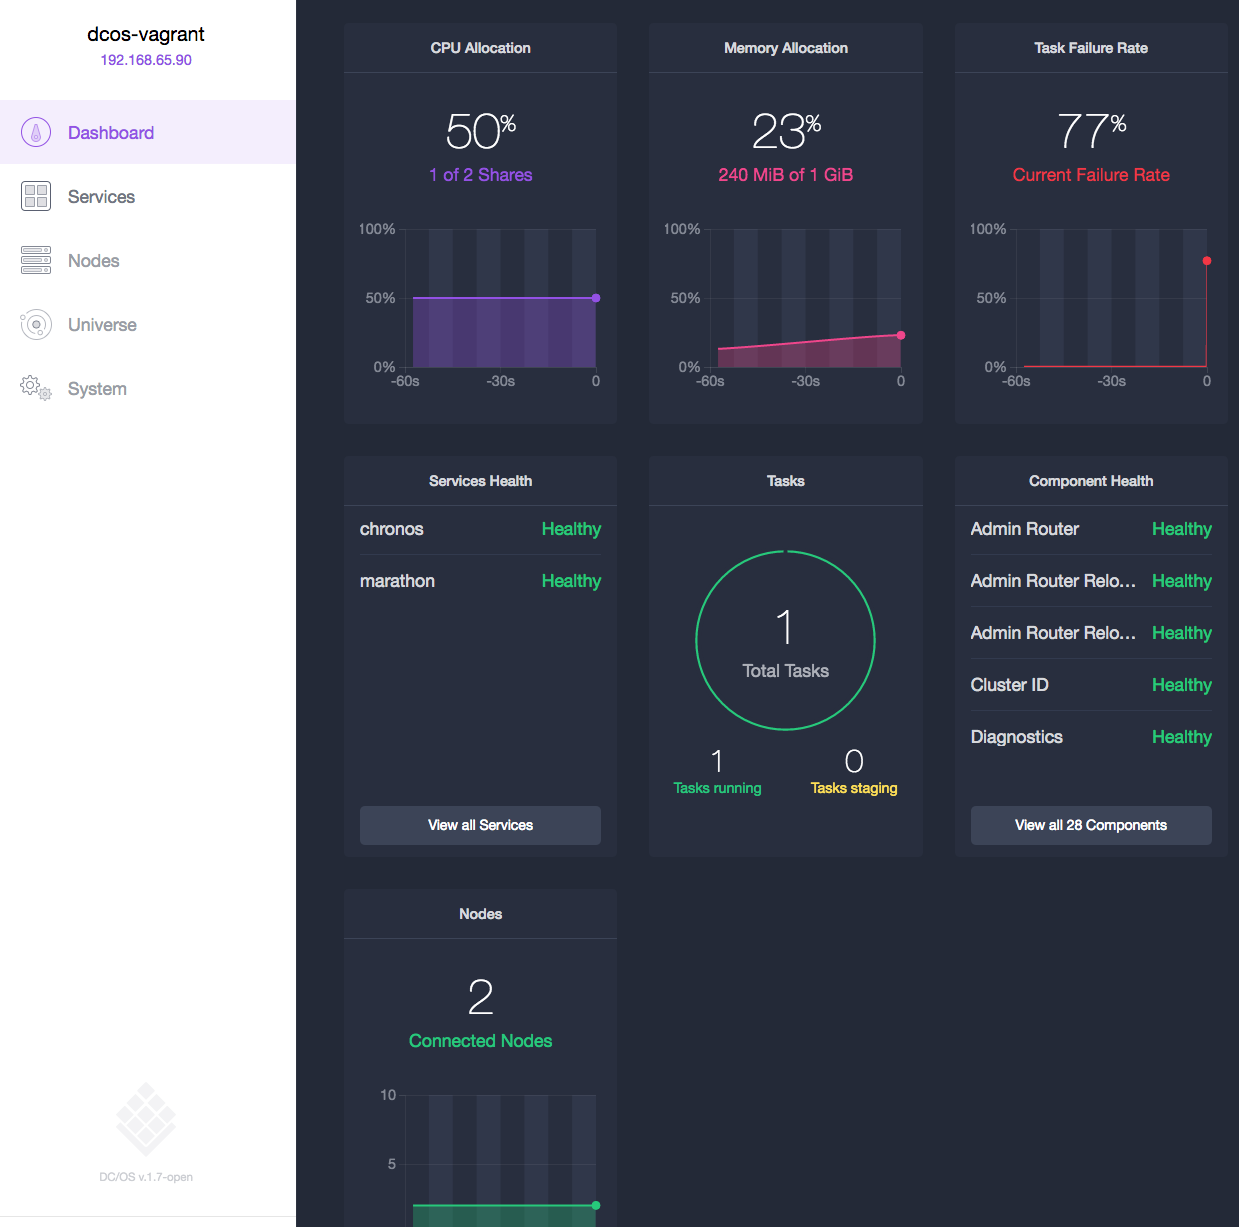 dcos-vagrant
192.168.65.90
Dashboard
Services
Nodes
Universe
System
DC/OS v.1.7-open
CPU Allocation
50%
1 of 2 Shares
100%
50%
0%
-60s -30s 0
Memory Allocation
23%
240 MiB of 1 GiB
100%
50%
0%
-60s -30s 0
Task Failure Rate
77%
Current Failure Rate
100%
50%
0%
-60s -30s 0
Services Health
chronos Healthy
marathon Healthy
View all Services
Tasks
1
Total Tasks
1 0
Tasks running Tasks staging
Component Health
Admin Router Healthy
Admin Router Relo... Healthy
Admin Router Relo... Healthy
Cluster ID Healthy
Diagnostics Healthy
View all 28 Components
Nodes
2
Connected Nodes
10
5